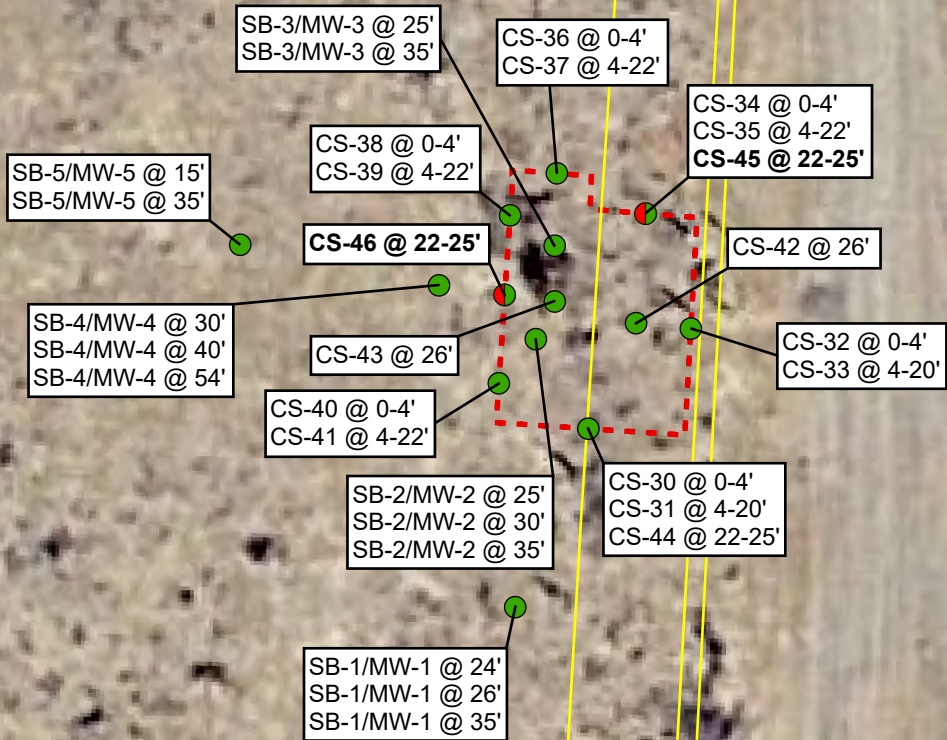 SB-3/MW-3 @ 25'
SB-3/MW-3 @ 35'
CS-36 @ 0-4'
CS-37 @ 4-22'
CS-34 @ 0-4'
CS-35 @ 4-22'
CS-45 @ 22-25'
CS-38 @ 0-4'
CS-39 @ 4-22'
SB-5/MW-5 @ 15'
SB-5/MW-5 @ 35'
CS-46 @ 22-25'
CS-42 @ 26'
SB-4/MW-4 @ 30'
SB-4/MW-4 @ 40'
SB-4/MW-4 @ 54'
CS-43 @ 26'
CS-32 @ 0-4'
CS-33 @ 4-20'
CS-40 @ 0-4'
CS-41 @ 4-22'
SB-2/MW-2 @ 25'
SB-2/MW-2 @ 30'
SB-2/MW-2 @ 35'
CS-30 @ 0-4'
CS-31 @ 4-20'
CS-44 @ 22-25'
SB-1/MW-1 @ 24'
SB-1/MW-1 @ 26'
SB-1/MW-1 @ 35'